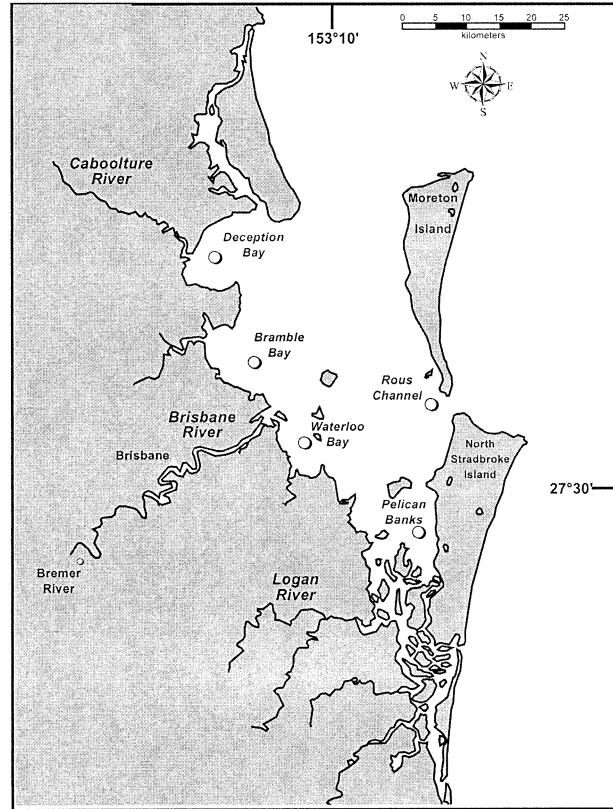 153°10'
0 5 10 15 20 25
kilometers
N
W E
S
Caboolture
River
Moreton
Island
Deception
Bay
Bramble
Bay
Rous
Channel
Brisbane
River
Waterloo
Bay
Brisbane
North
Stradbroke
Island
27°30'
Pelican
Banks
Bremer
River
Logan
River